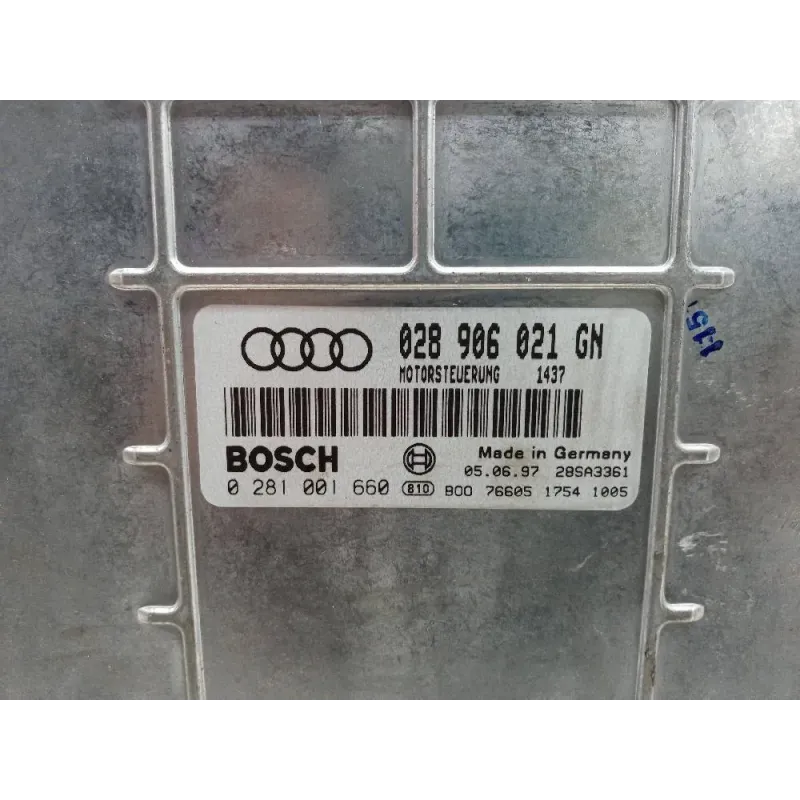 028 906 021 GN
MOTORSTEUERUNG 1437
BOSCH
Made in Germany
05.06.97 28SA3361
0 281 001 660 810 B00 76605 1754 1005
115